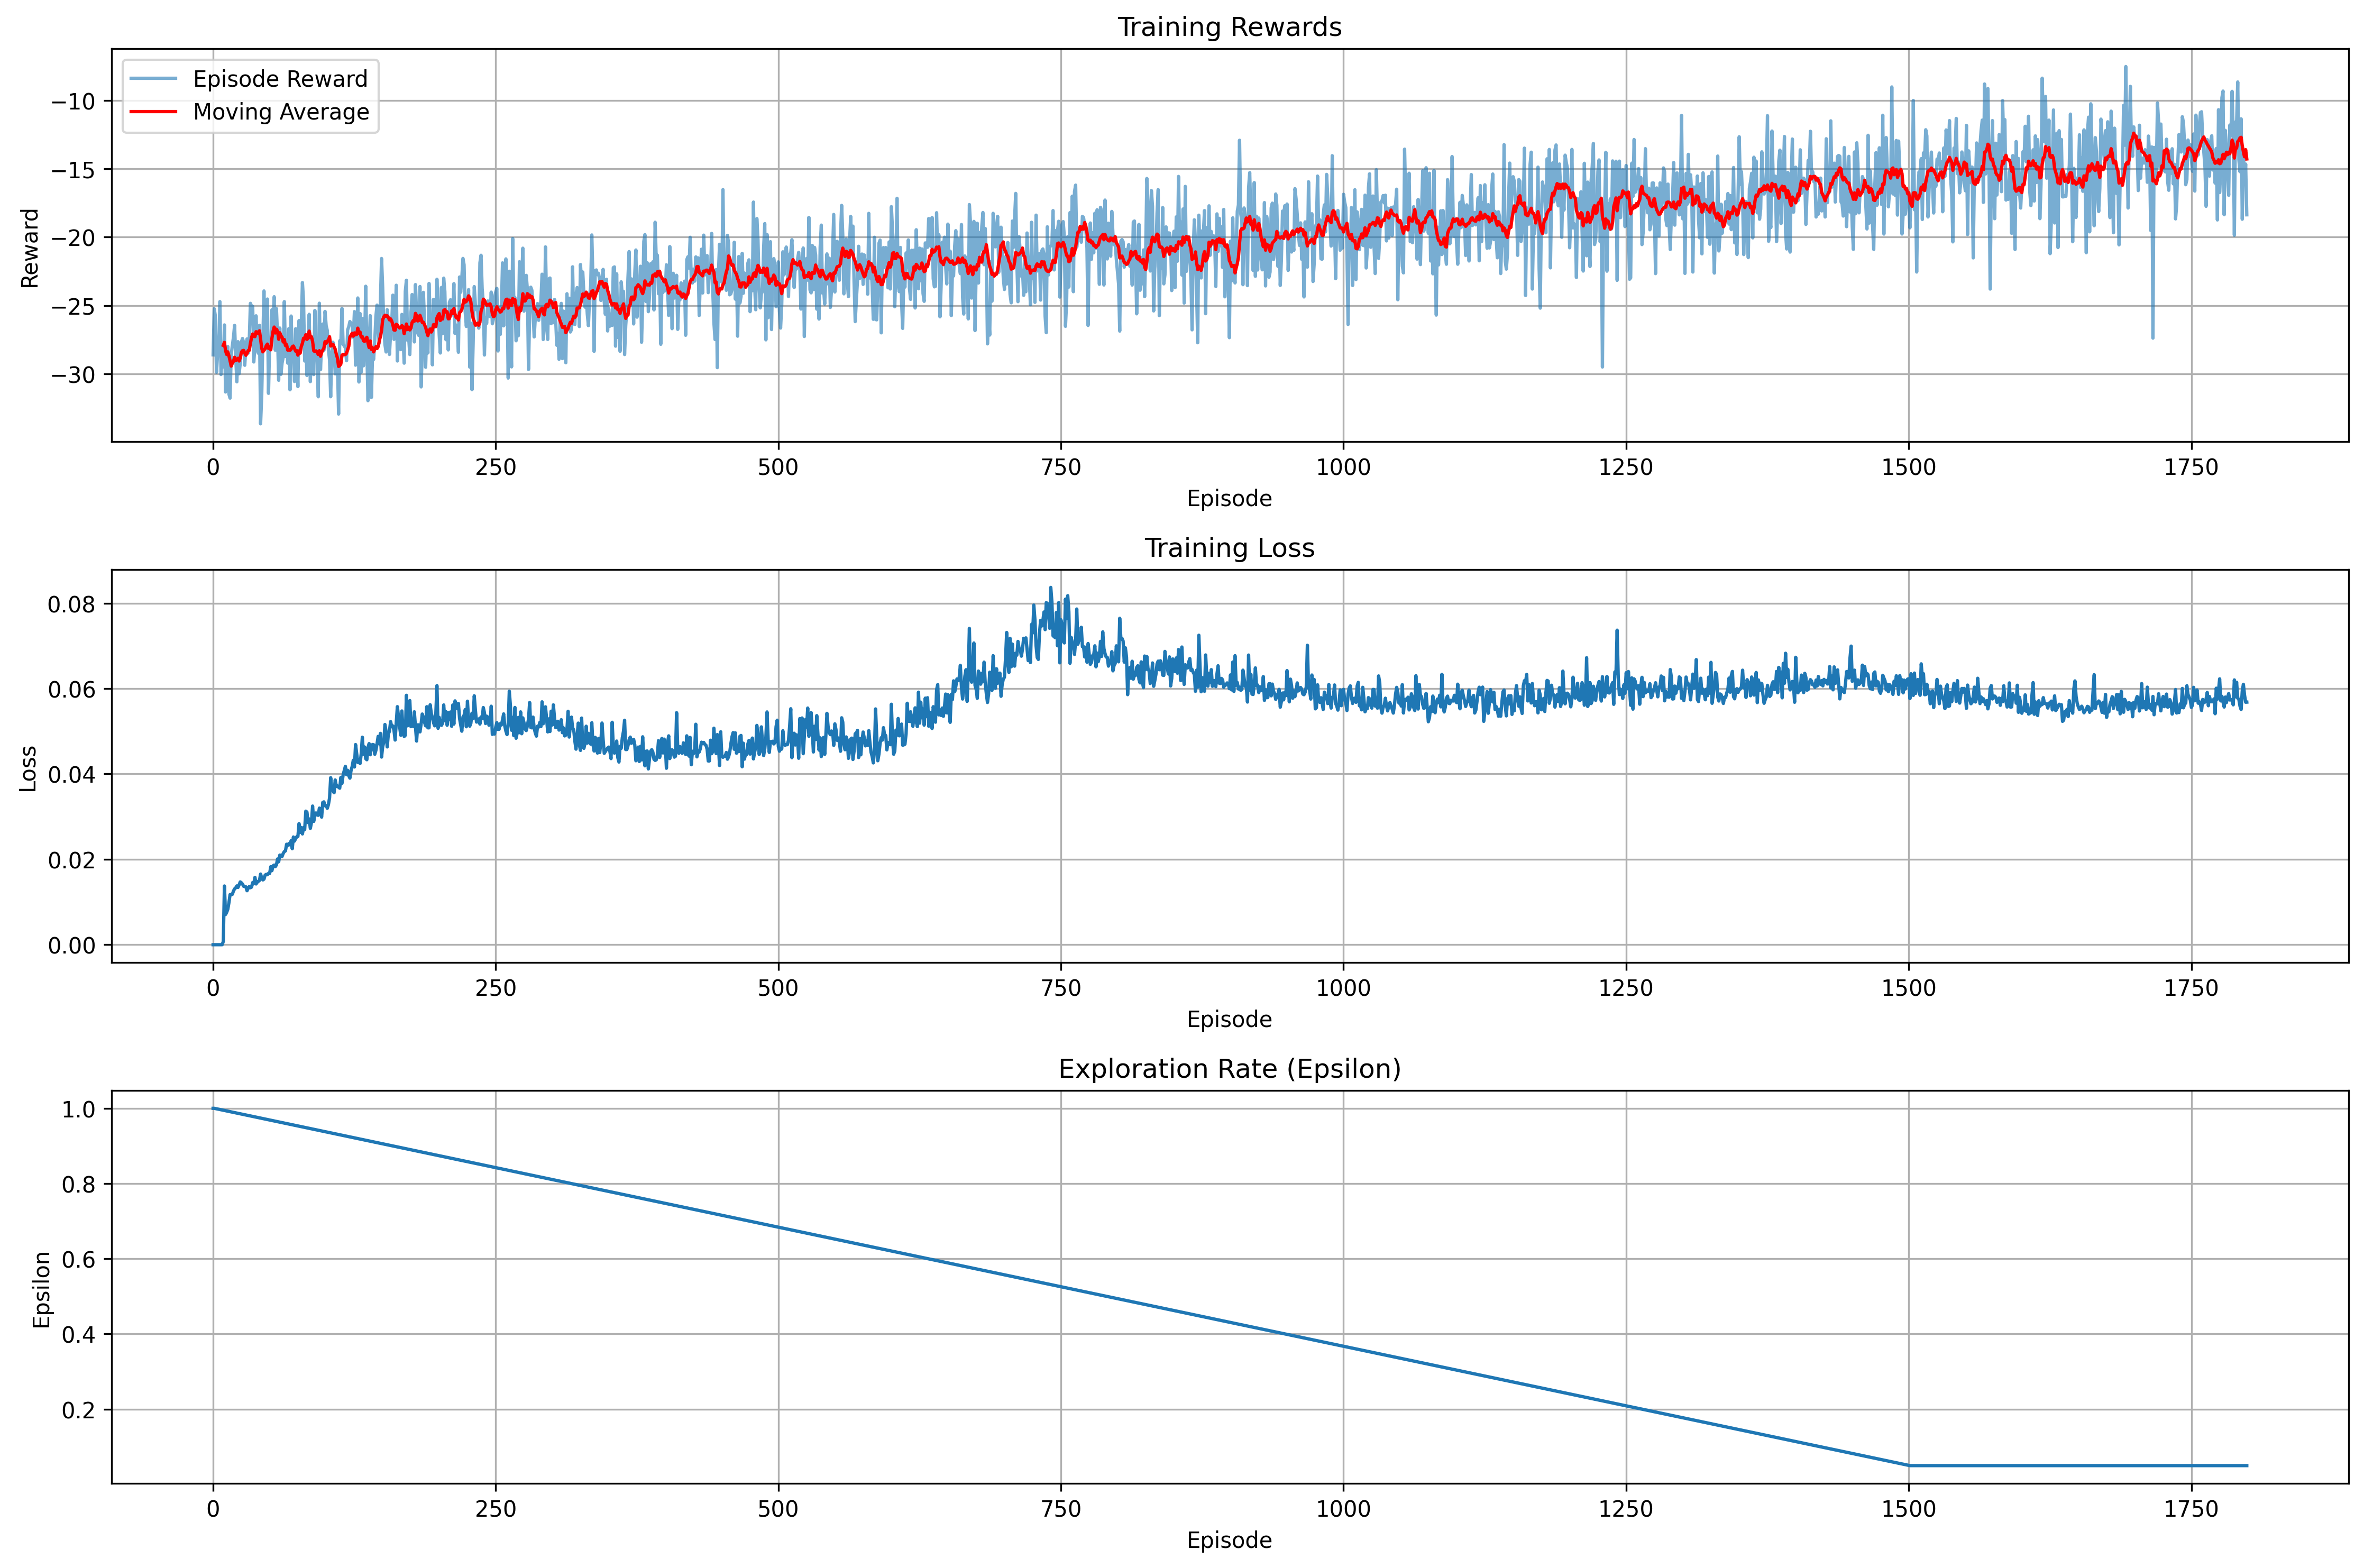 Training Rewards
Episode Reward
Moving Average
Reward
−10
−15
−20
−25
−30
0 250 500 750 1000 1250 1500 1750
Episode
Training Loss
Loss
0.08
0.06
0.04
0.02
0.00
0 250 500 750 1000 1250 1500 1750
Episode
Exploration Rate (Epsilon)
Epsilon
1.0
0.8
0.6
0.4
0.2
0 250 500 750 1000 1250 1500 1750
Episode